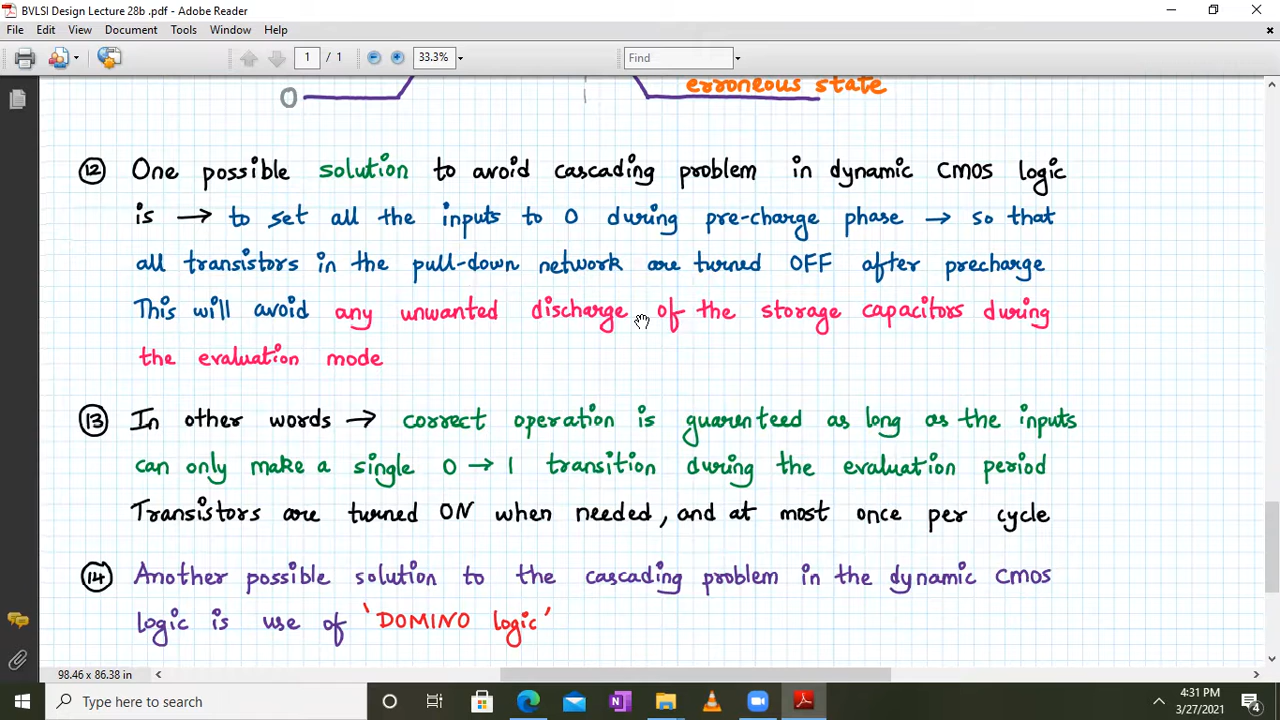 BVLSI Design Lecture 28b .pdf - Adobe Reader
File Edit View Document Tools Window Help
1 / 1 33.3% Find
0 erroneous state
12 One possible solution to avoid cascading problem in dynamic CMOS logic
is → to set all the inputs to 0 during pre-charge phase → so that
all transistors in the pull-down network are turned OFF after precharge
This will avoid any unwanted discharge of the storage capacitors during
the evaluation mode
13 In other words → correct operation is guarenteed as long as the inputs
can only make a single 0 → 1 transition during the evaluation period
Transistors are turned ON when needed, and at most once per cycle
14 Another possible solution to the cascading problem in the dynamic CMOS
logic is use of 'DOMINO logic'
98.46 x 86.38 in
Type here to search
4:31 PM
3/27/2021
4